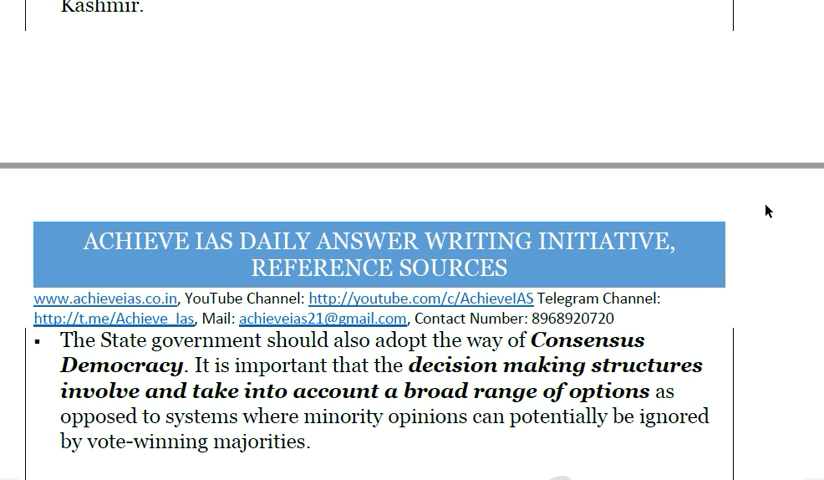 Kashmir.
ACHIEVE IAS DAILY ANSWER WRITING INITIATIVE,
REFERENCE SOURCES
www.achieveias.co.in, YouTube Channel: http://youtube.com/c/AchieveIAS Telegram Channel:
http://t.me/Achieve_Ias, Mail: achieveias21@gmail.com, Contact Number: 8968920720
▪ The State government should also adopt the way of Consensus
Democracy. It is important that the decision making structures
involve and take into account a broad range of options as
opposed to systems where minority opinions can potentially be ignored
by vote-winning majorities.